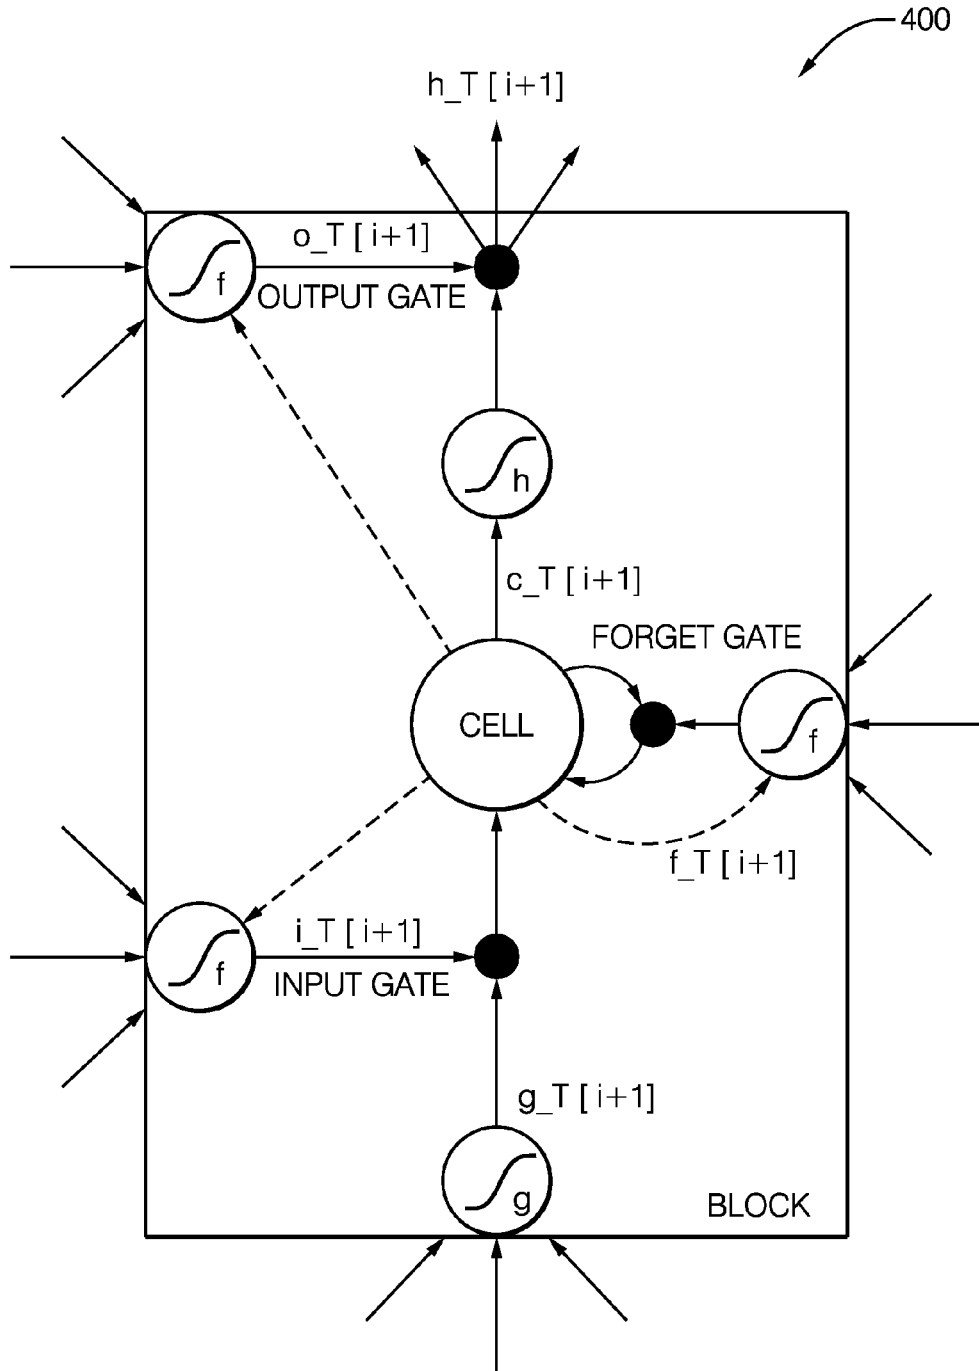 400
h_T [ i+1]
o_T [ i+1]
f
OUTPUT GATE
h
c_T [ i+1]
FORGET GATE
CELL
f
f_T [ i+1]
i_T [ i+1]
f
INPUT GATE
g_T [ i+1]
g
BLOCK